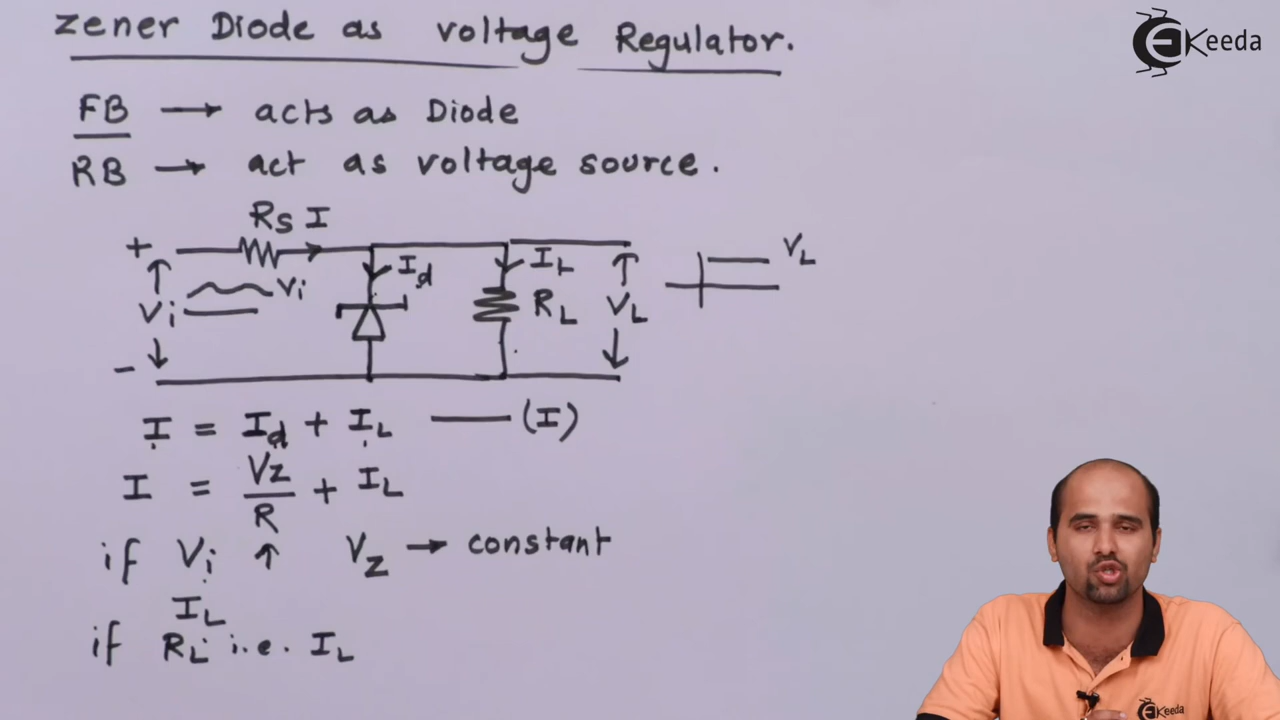 Zener Diode as voltage Regulator.
Keeda
FB → acts as Diode
RB → act as voltage source.
Rs I
+
Id
IL
VL
Vi
Vi
RL
VL
-
I = Id + IL —— (I)
I = Vz/R + IL
if Vi ↑ Vz → constant
IL
if RL i.e. IL
Keeda